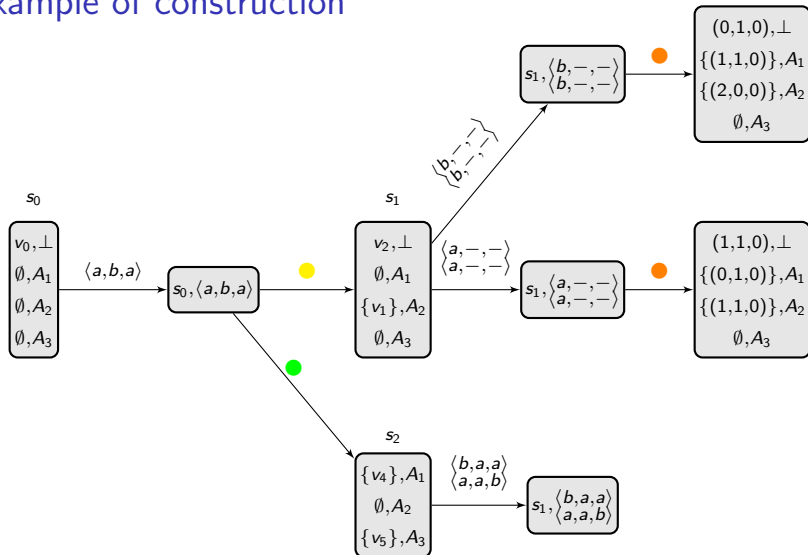 xample of construction
(0,1,0),⊥
{(1,1,0)},A₁
{(2,0,0)},A₂
∅,A₃
s₁,⟨b,−,−⟩
⟨b,−,−⟩
⟨b,−,−⟩
⟨b,−,−⟩
s₀
v₀,⊥
∅,A₁
∅,A₂
∅,A₃
⟨a,b,a⟩
s₀,⟨a,b,a⟩
s₁
v₂,⊥
∅,A₁
{v₁},A₂
∅,A₃
⟨a,−,−⟩
⟨a,−,−⟩
s₁,⟨a,−,−⟩
⟨a,−,−⟩
(1,1,0),⊥
{(0,1,0)},A₁
{(1,1,0)},A₂
∅,A₃
s₂
{v₄},A₁
∅,A₂
{v₅},A₃
⟨b,a,a⟩
⟨a,a,b⟩
s₁,⟨b,a,a⟩
⟨a,a,b⟩